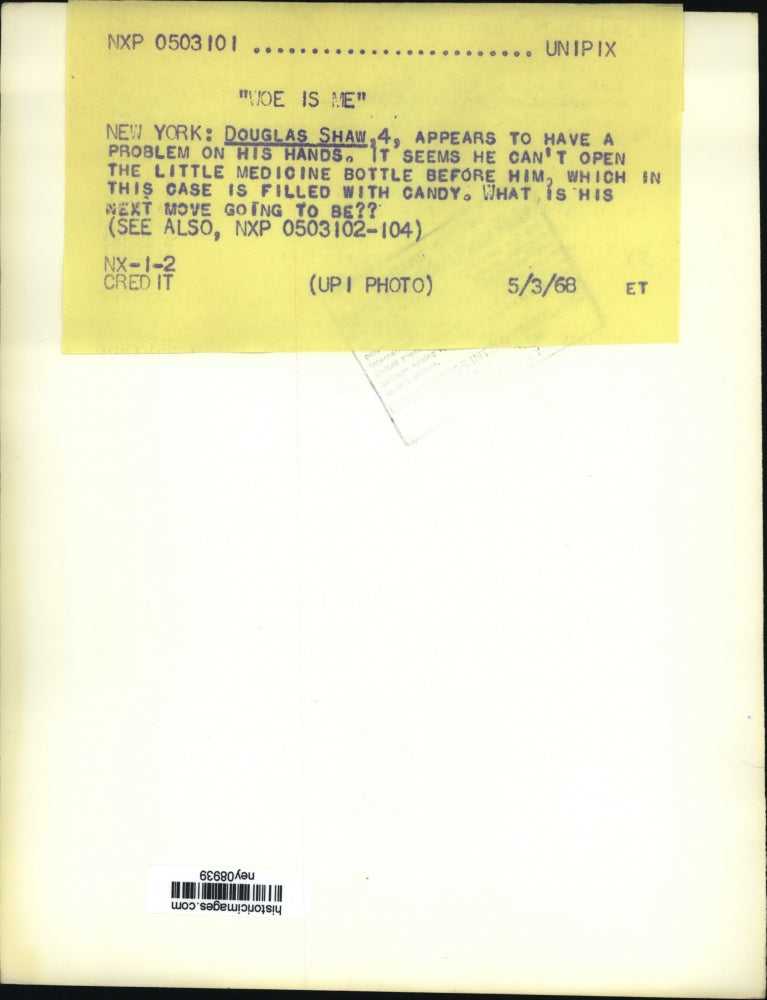 NXP 0503101 ........................ UNIPIX
"WOE IS ME"
NEW YORK: DOUGLAS SHAW,4, APPEARS TO HAVE A
PROBLEM ON HIS HANDS. IT SEEMS HE CAN'T OPEN
THE LITTLE MEDICINE BOTTLE BEFORE HIM, WHICH IN
THIS CASE IS FILLED WITH CANDY. WHAT IS HIS
NEXT MOVE GOING TO BE??
(SEE ALSO, NXP 0503102-104)
NX-1-2
CREDIT (UPI PHOTO) 5/3/68 ET
historicimages.com
ney08939